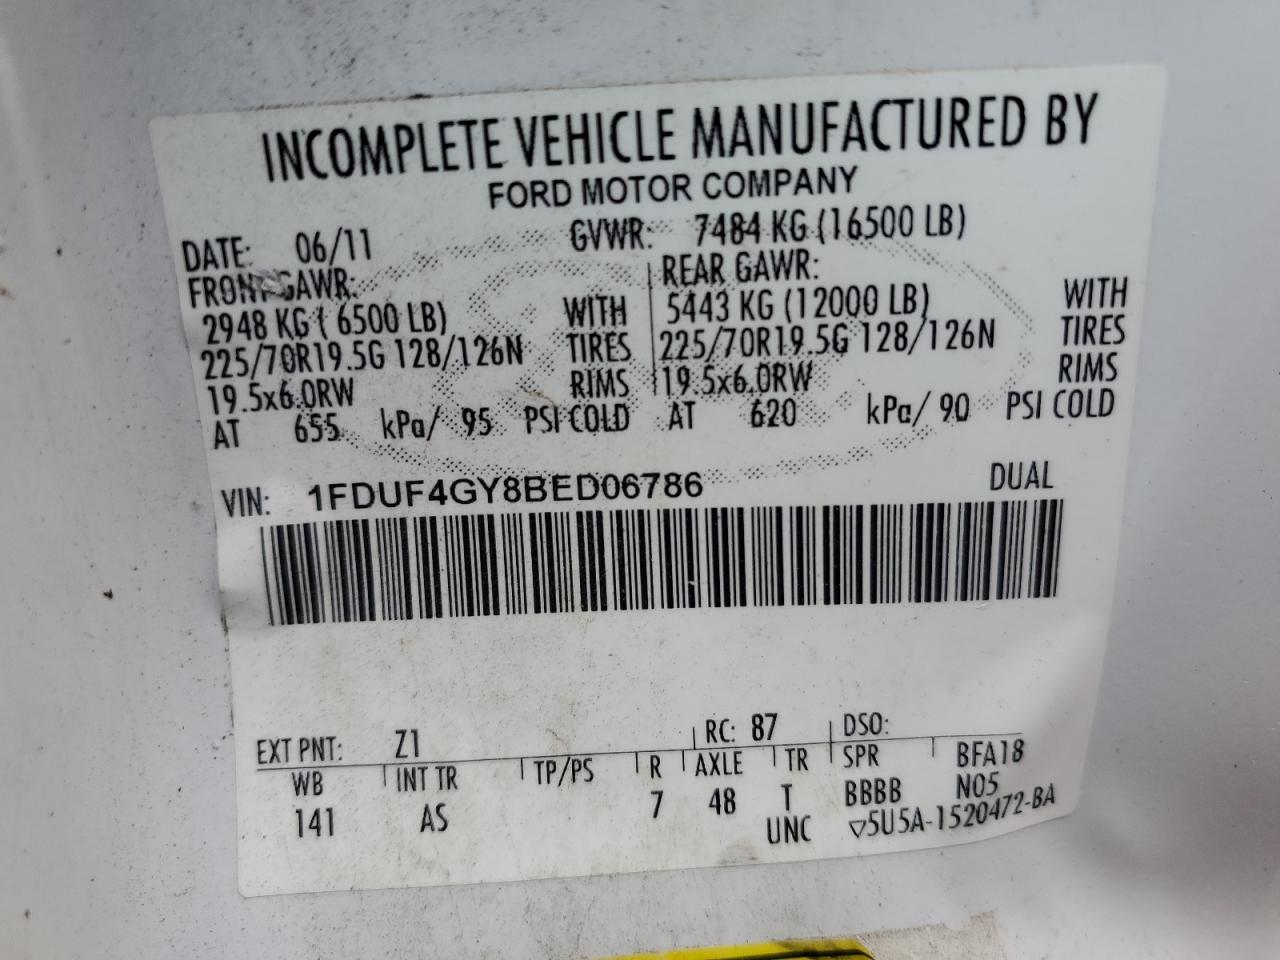 INCOMPLETE VEHICLE MANUFACTURED BY
FORD MOTOR COMPANY
DATE: 06/11 GVWR: 7484 KG (16500 LB)
FRONT GAWR: REAR GAWR:
2948 KG ( 6500 LB) WITH 5443 KG (12000 LB) WITH
225/70R19.5G 128/126N TIRES 225/70R19.5G 128/126N TIRES
19.5x6.0RW RIMS 19.5x6.0RW RIMS
AT 655 kPa/ 95 PSI COLD AT 620 kPa/ 90 PSI COLD
VIN: 1FDUF4GY8BED06786 DUAL
EXT PNT: Z1 RC: 87 DSO:
WB INT TR TP/PS R AXLE TR SPR BFA18
141 AS 7 48 T BBBB N05
UNC ▽5U5A-1520472-BA